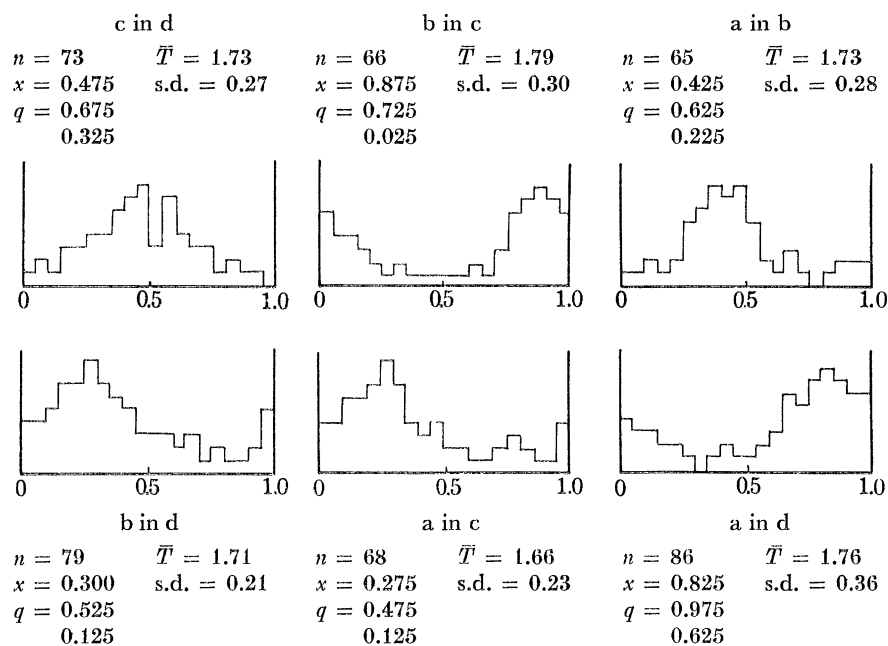 c in d b in c a in b
n = 73 T̄ = 1.73 n = 66 T̄ = 1.79 n = 65 T̄ = 1.73
x = 0.475 s.d. = 0.27 x = 0.875 s.d. = 0.30 x = 0.425 s.d. = 0.28
q = 0.675 q = 0.725 q = 0.625
0.325 0.025 0.225
0 0.5 1.0 0 0.5 1.0 0 0.5 1.0
0 0.5 1.0 0 0.5 1.0 0 0.5 1.0
b in d a in c a in d
n = 79 T̄ = 1.71 n = 68 T̄ = 1.66 n = 86 T̄ = 1.76
x = 0.300 s.d. = 0.21 x = 0.275 s.d. = 0.23 x = 0.825 s.d. = 0.36
q = 0.525 q = 0.475 q = 0.975
0.125 0.125 0.625